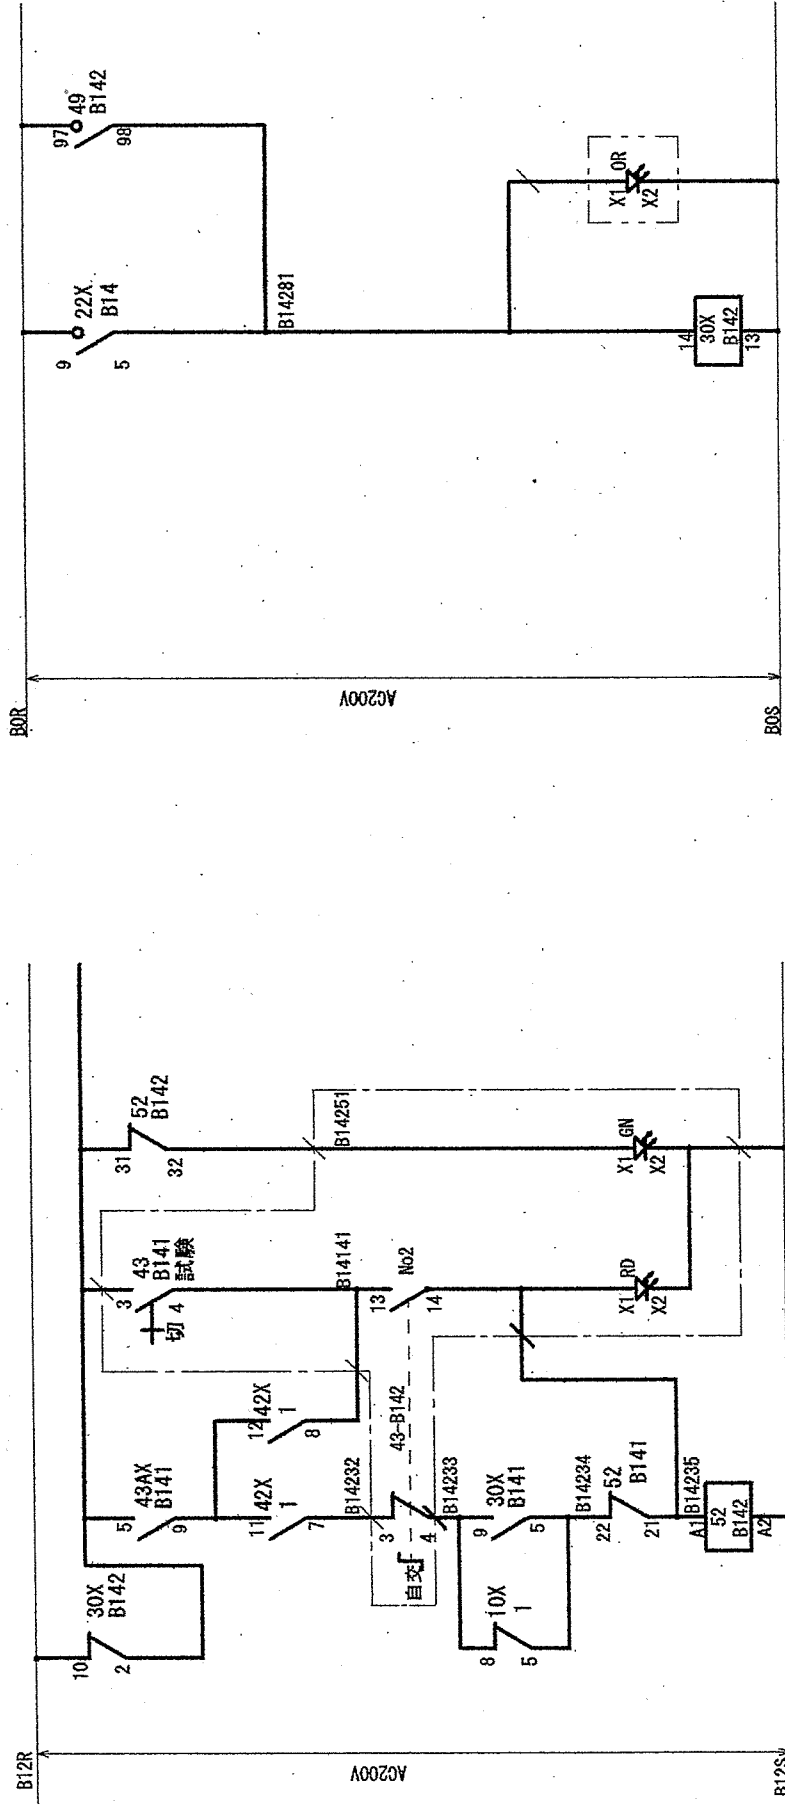 BOR
AC200V
BOS
9
5
22X
B14
97
98
49
B142
B14281
14
30X
B142
13
X1
OR
X2
B12R
AC200V
B12S
10
2
30X
B142
5
9
43AX
B141
11
7
42X
1
12
8
42X
1
B14232
3
4
自交
43-B142
B14233
8
5
10X
1
9
5
30X
B141
B14234
22
21
52
B141
B14235
A1
52
B142
A2
3
4
切
43
B141
試験
B14141
13
14
No2
X1
RD
X2
31
32
52
B142
B14251
X1
GN
X2